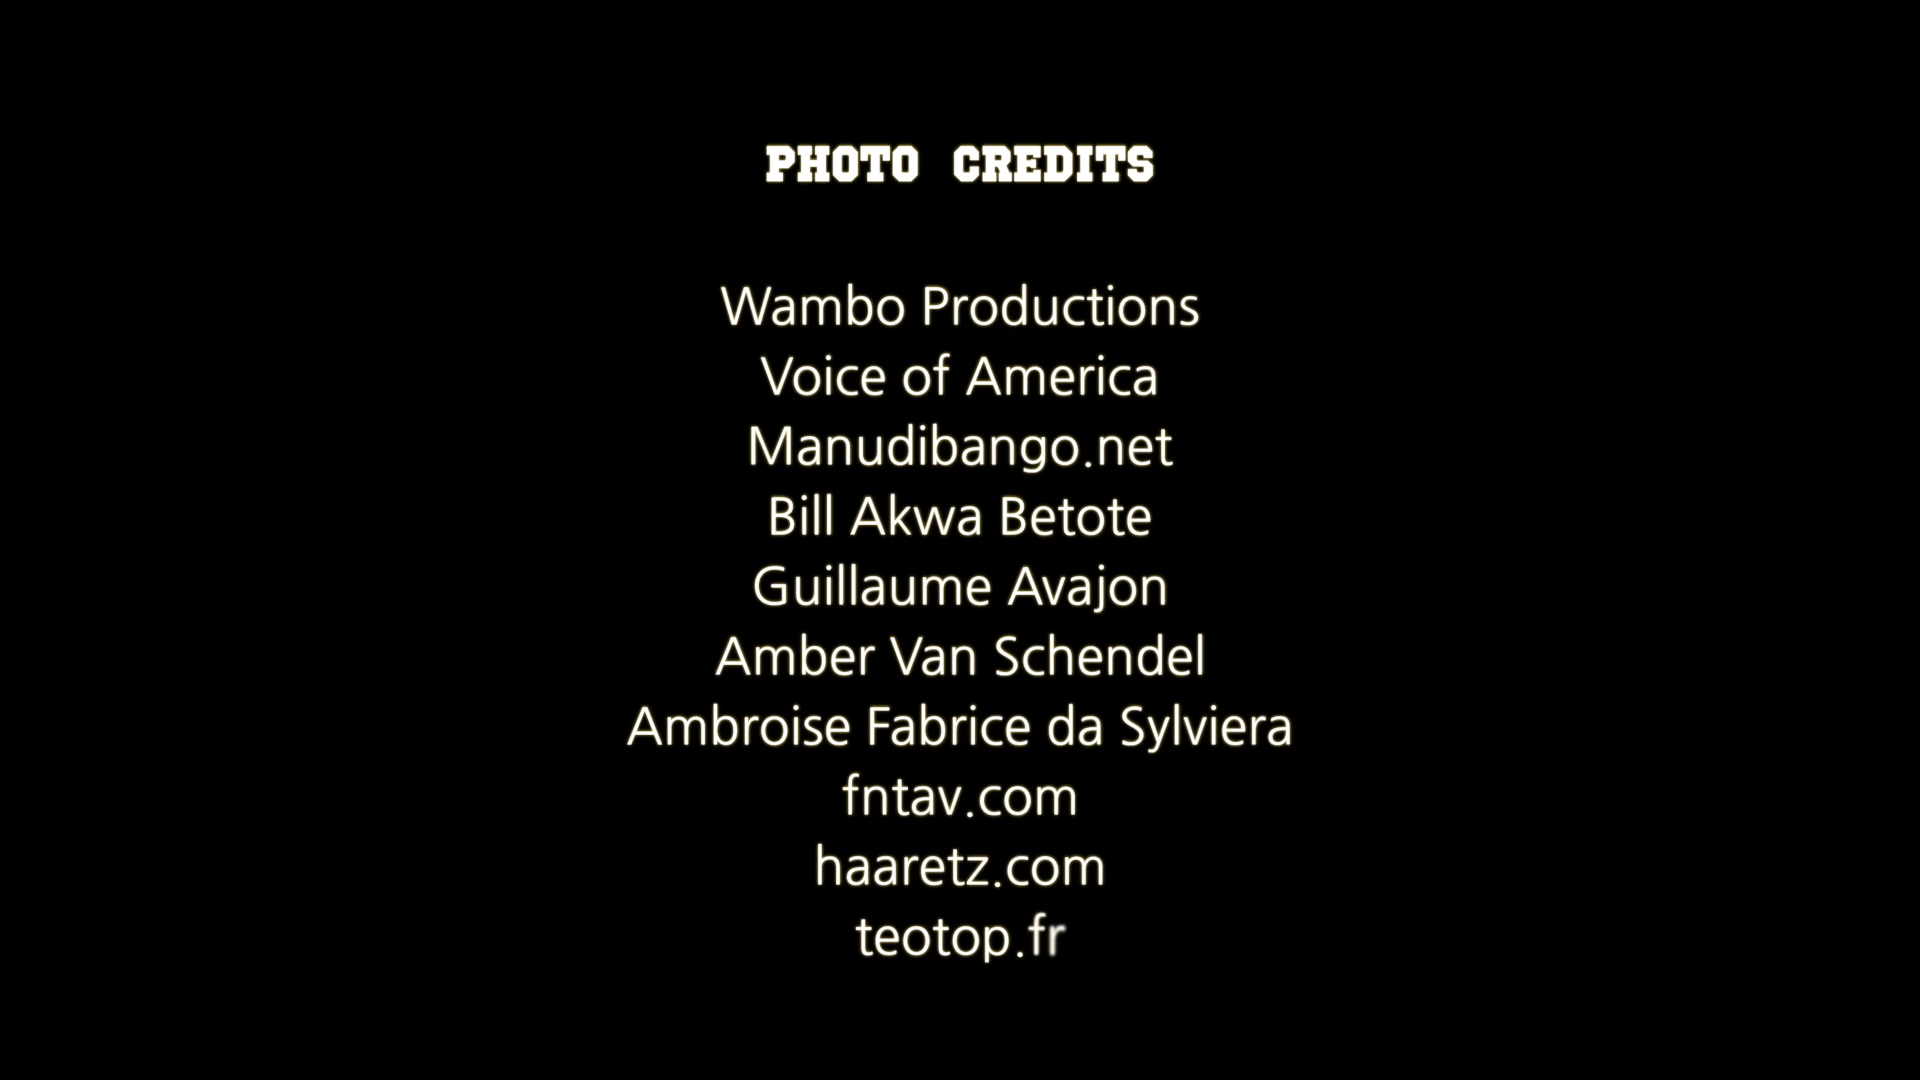 PHOTO CREDITS
Wambo Productions
Voice of America
Manudibango.net
Bill Akwa Betote
Guillaume Avajon
Amber Van Schendel
Ambroise Fabrice da Sylviera
fntav.com
haaretz.com
teotop.fr